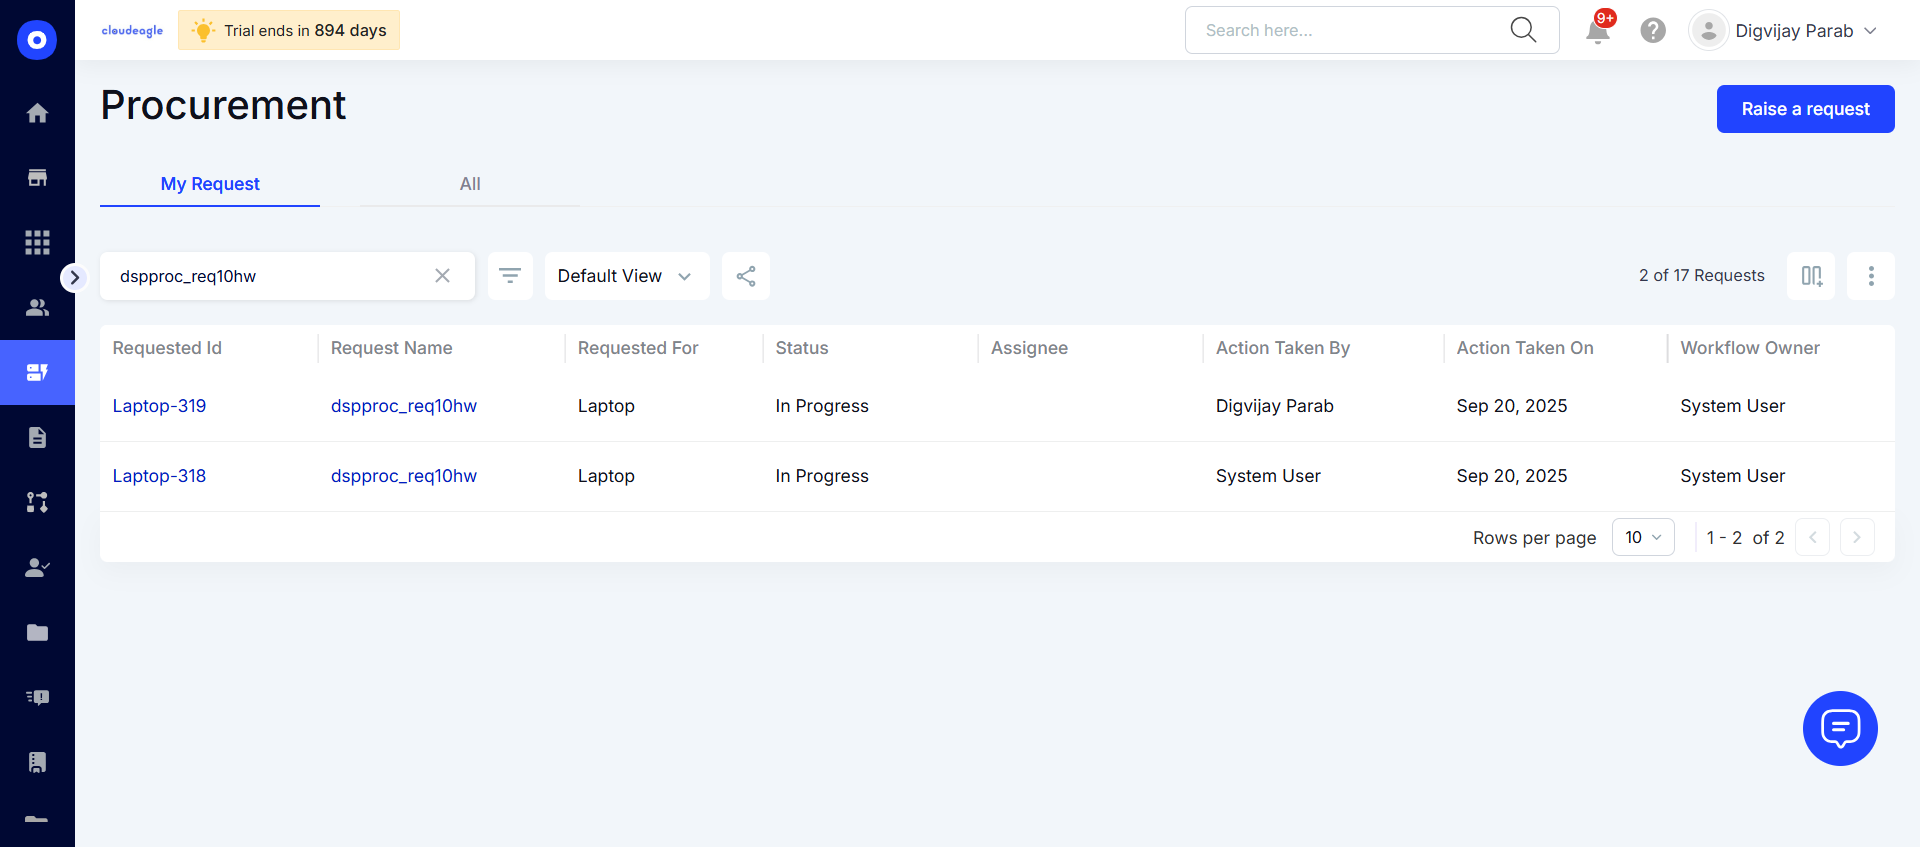 cloudeagle
Trial ends in 894 days
Search here...
9+
Digvijay Parab
Procurement
Raise a request
My Request
All
dspproc_req10hw
Default View
2 of 17 Requests
Requested Id Request Name Requested For Status Assignee Action Taken By Action Taken On Workflow Owner
Laptop-319 dspproc_req10hw Laptop In Progress Digvijay Parab Sep 20, 2025 System User
Laptop-318 dspproc_req10hw Laptop In Progress System User Sep 20, 2025 System User
Rows per page 10 1 - 2 of 2